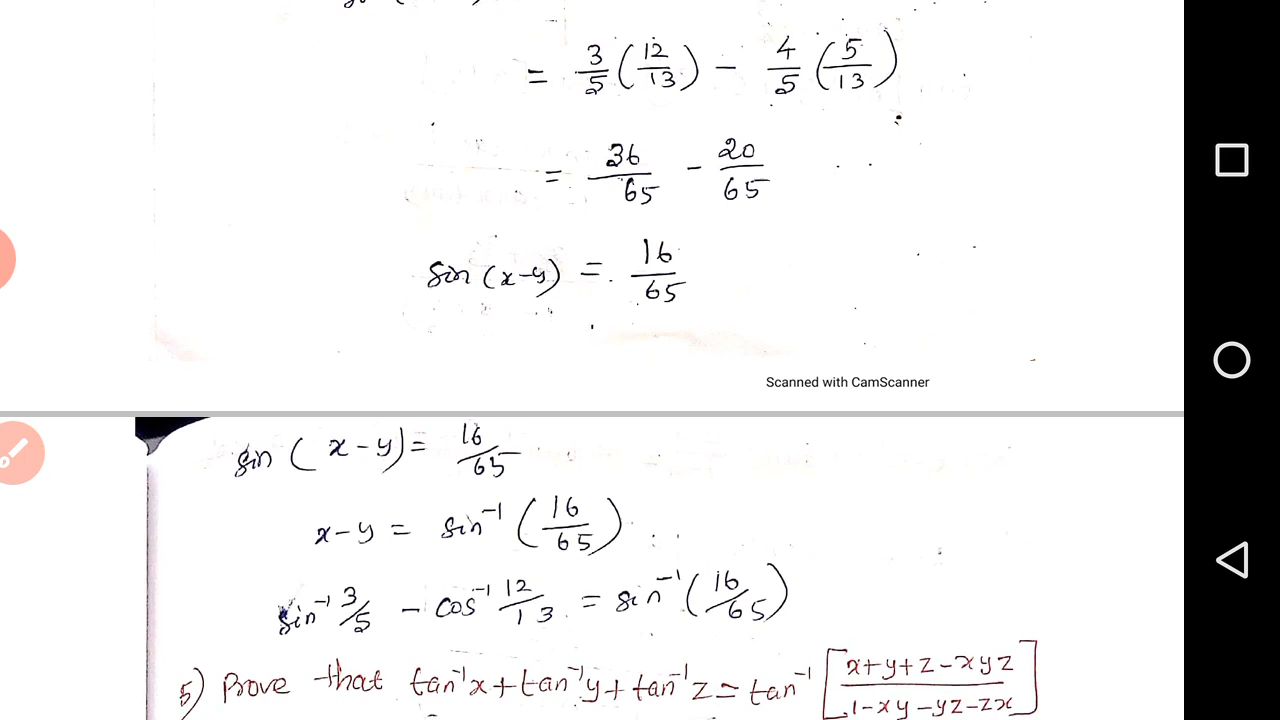 = 3/5 (12/13) - 4/5 (5/13)
= 36/65 - 20/65
sin (x-y) = 16/65
Scanned with CamScanner
sin ( x - y) = 16/65
x - y = sin⁻¹ (16/65)
sin⁻¹ 3/5 - cos⁻¹ 12/13 = sin⁻¹ (16/65)
5) Prove that tan⁻¹x + tan⁻¹y + tan⁻¹z = tan⁻¹ [x+y+z-xyz/1-xy-yz-zx]